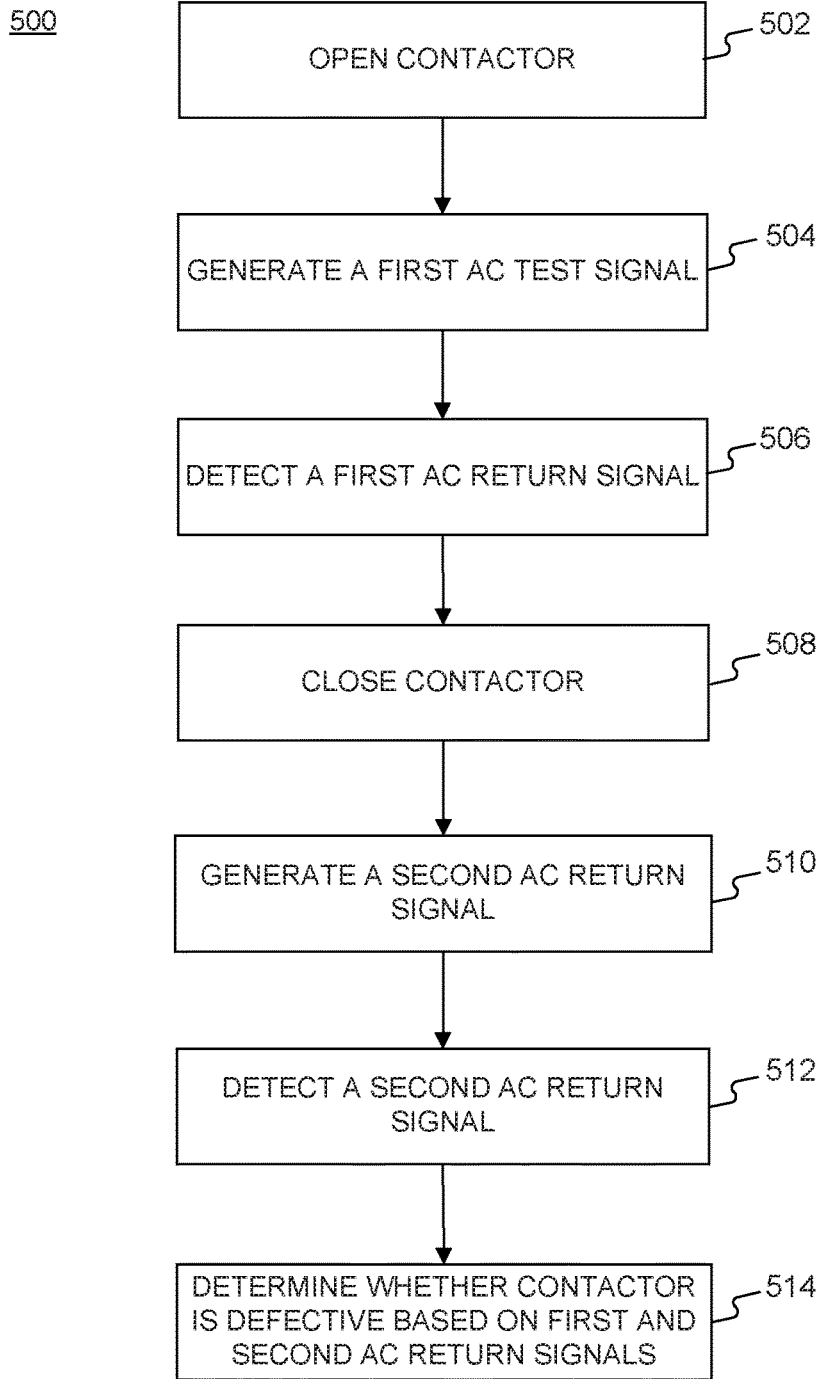 500
OPEN CONTACTOR
502
GENERATE A FIRST AC TEST SIGNAL
504
DETECT A FIRST AC RETURN SIGNAL
506
CLOSE CONTACTOR
508
GENERATE A SECOND AC RETURN
SIGNAL
510
DETECT A SECOND AC RETURN
SIGNAL
512
DETERMINE WHETHER CONTACTOR
IS DEFECTIVE BASED ON FIRST AND
SECOND AC RETURN SIGNALS
514